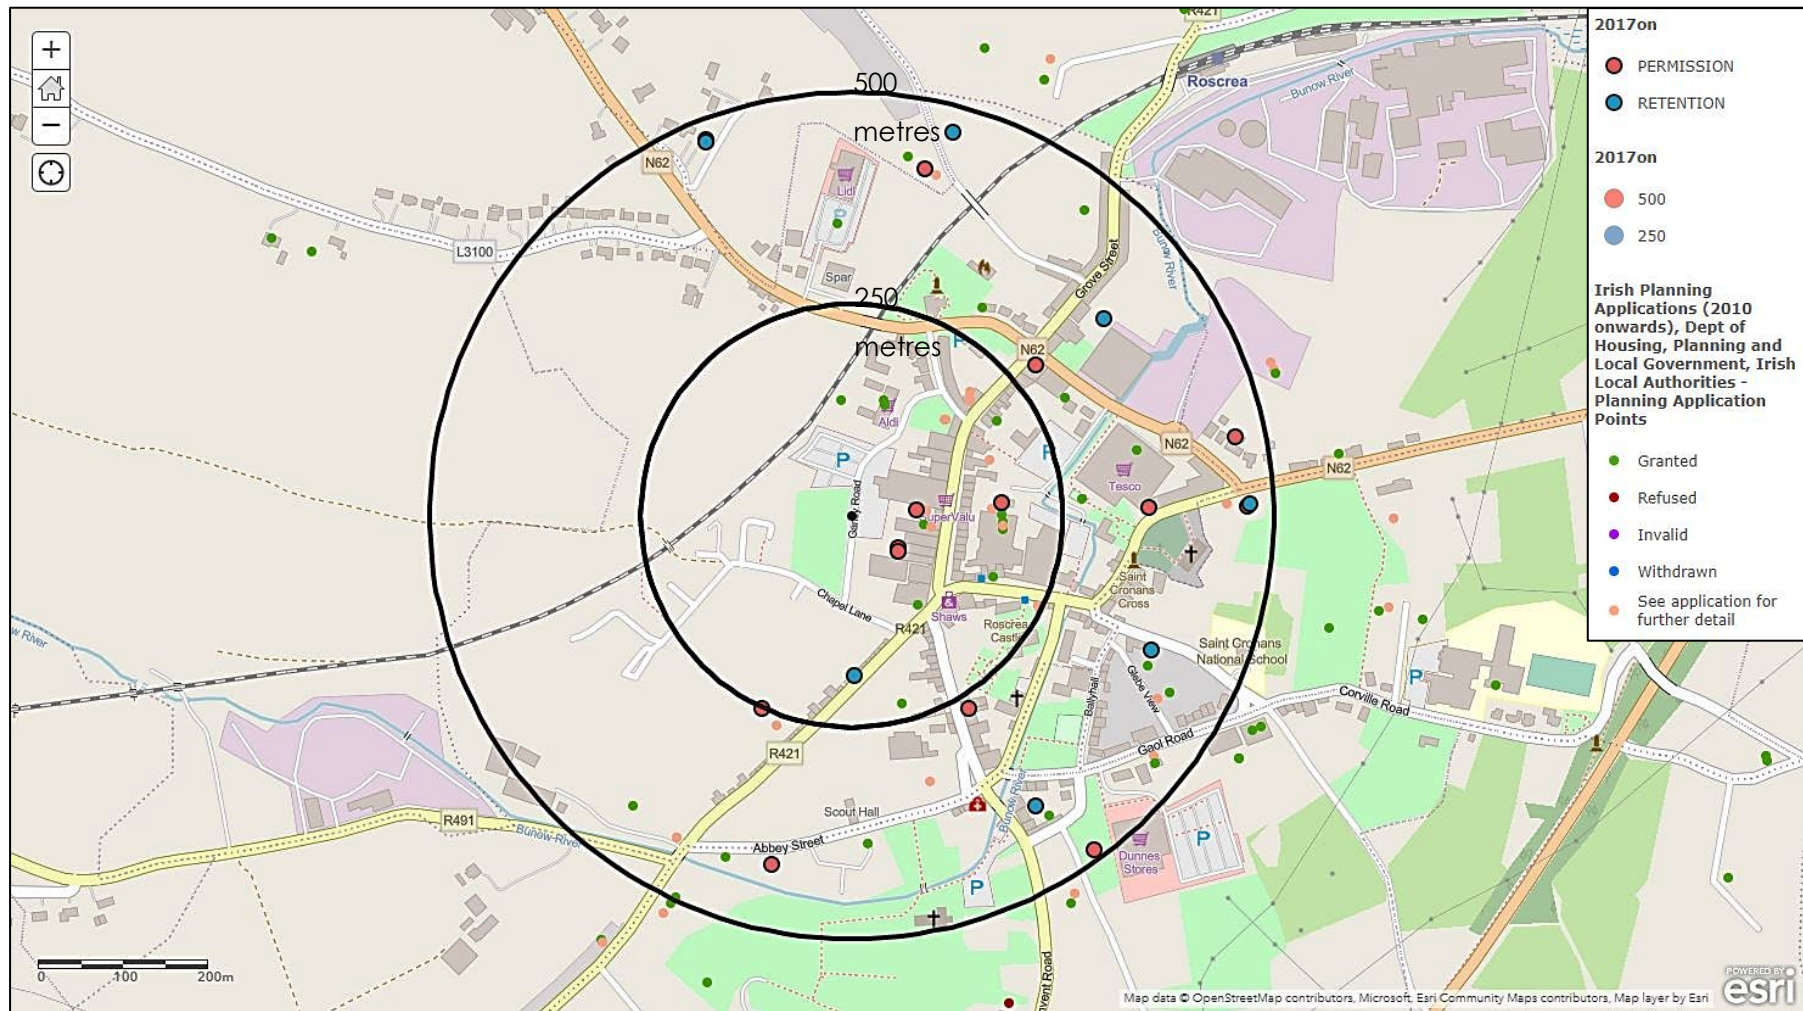 +
−
500
metres
250
metres
R421
Roscrea
Bunow River
N62
Lidl
P
L3100
Spar
Grove Street
Bunow River
N62
P
Aldi
P
P
N62
N62
Tesco
SuperValu
Gantly Road
Saint
Cronans
Cross
Chapel Lane
Shaws
R421
Roscrea
Castle
Saint Cronans
National School
w River
Ballyhall
Glebe View
P
Corville Road
Gaol Road
R421
Scout Hall
R491
Bunow River
Abbey Street
Bunow River
Dunnes
Stores
P
P
nvent Road
0 100 200m
2017on
PERMISSION
RETENTION
2017on
500
250
Irish Planning
Applications (2010
onwards), Dept of
Housing, Planning and
Local Government, Irish
Local Authorities -
Planning Application
Points
Granted
Refused
Invalid
Withdrawn
See application for
further detail
Map data © OpenStreetMap contributors, Microsoft, Esri Community Maps contributors, Map layer by Esri
POWERED BY
esri